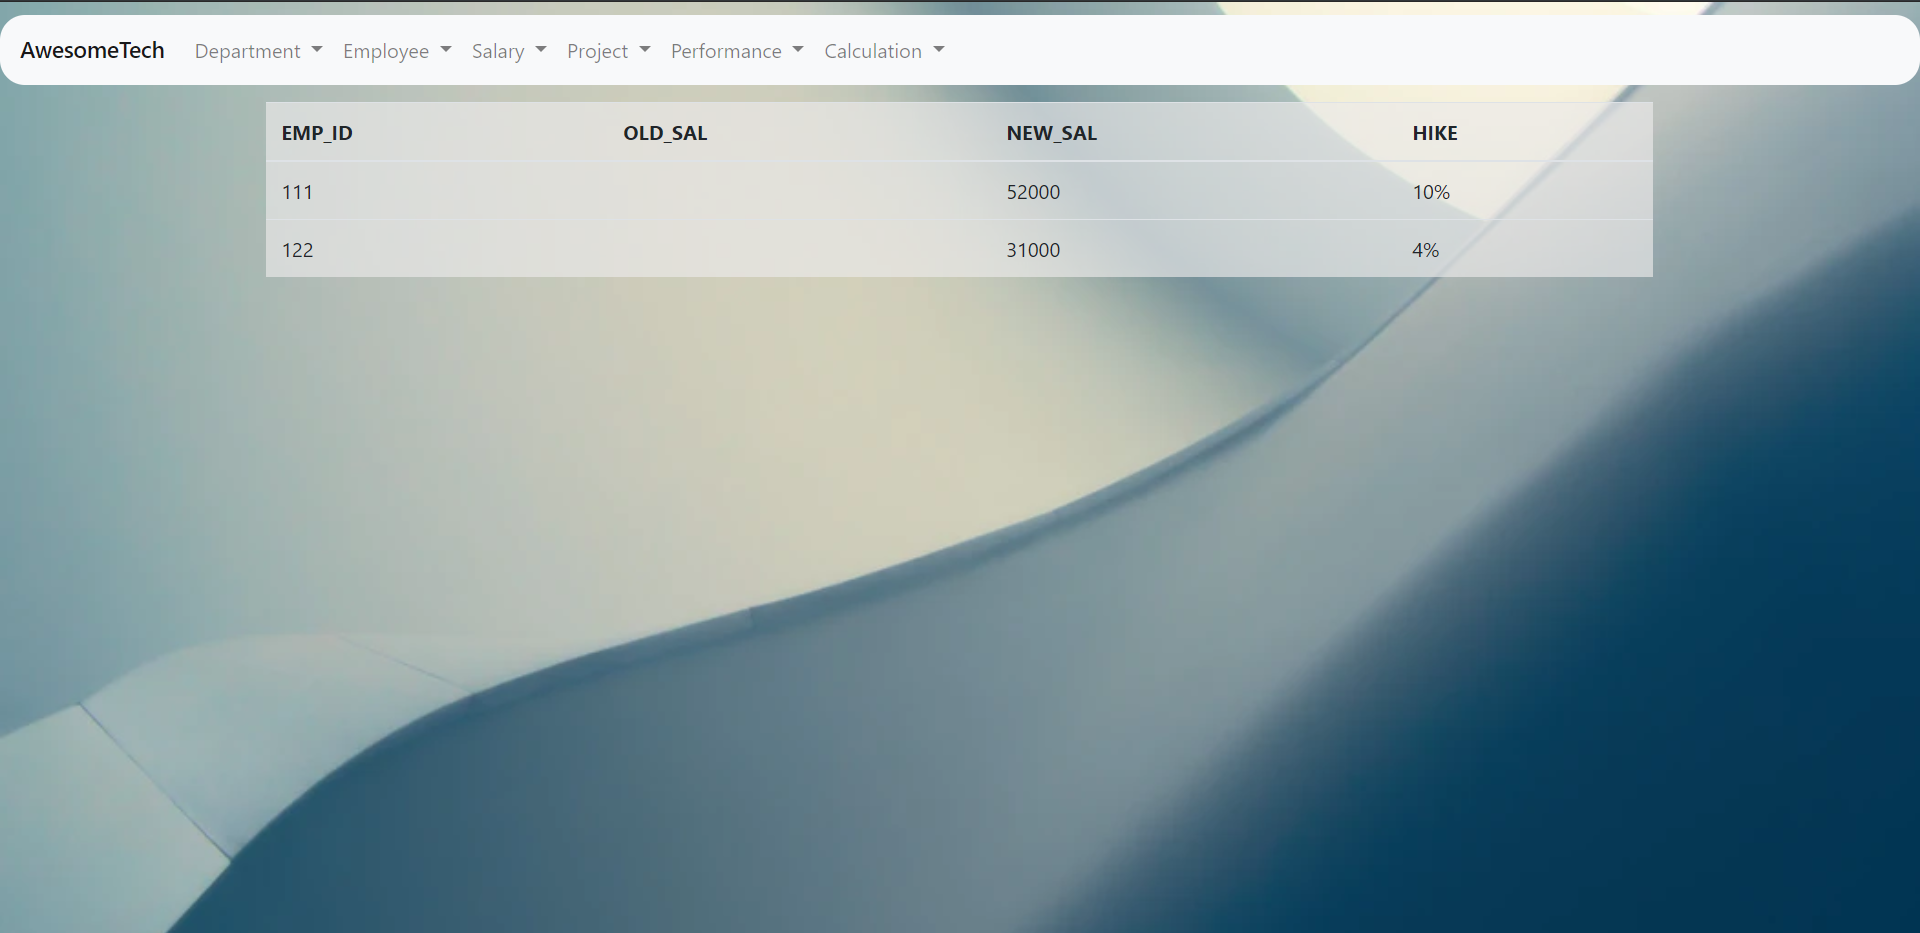 AwesomeTech Department Employee Salary Project Performance Calculation
EMP_ID OLD_SAL NEW_SAL HIKE
111 52000 10%
122 31000 4%